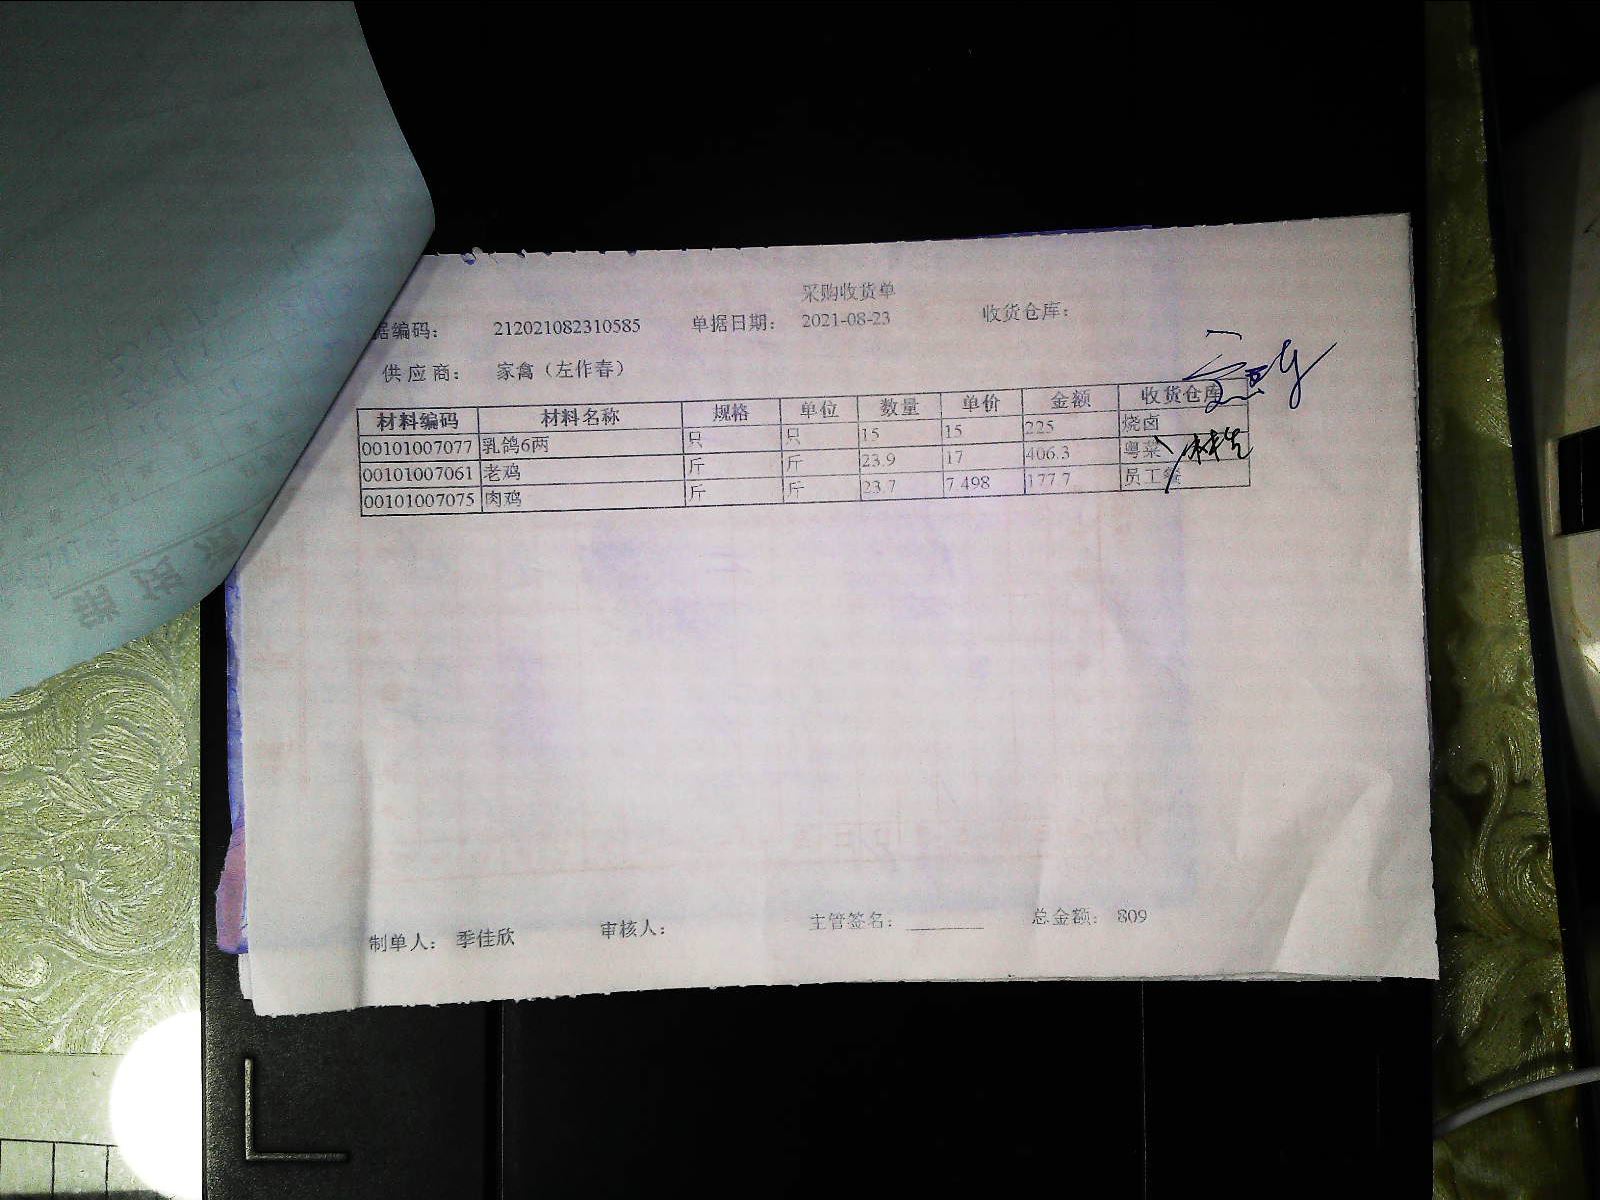 采购收货单
据编码: 212021082310585 单据日期: 2021-08-23 收货仓库:
供应商: 家禽（左作春）
材料编码 材料名称 规格 单位 数量 单价 金额 收货仓库
00101007077 乳鸽6两 只 只 15 15 225 烧卤
00101007061 老鸡 斤 斤 23.9 17 406.3 粤菜
00101007075 肉鸡 斤 斤 23.7 7.498 177.7 员工餐
制单人: 季佳欣 审核人: 主管签名: 总金额: 809